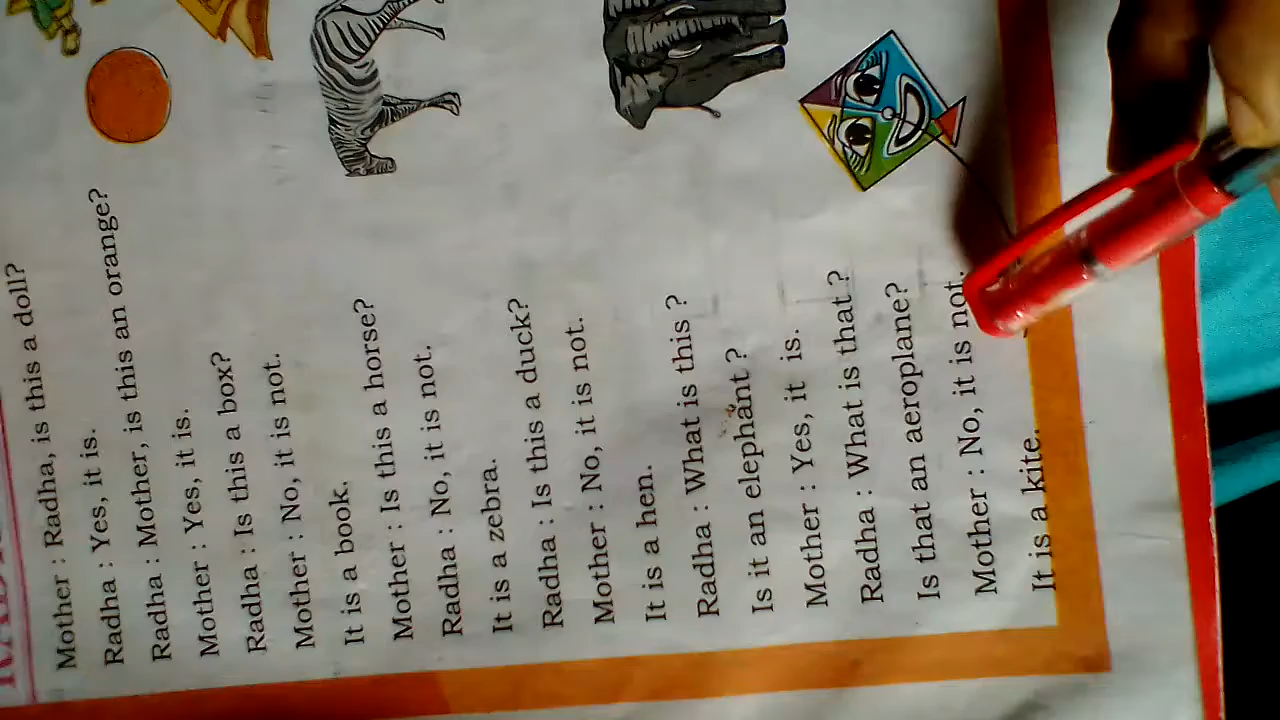 Mother : Radha, is this a doll?
Radha : Yes, it is.
Radha : Mother, is this an orange?
Mother : Yes, it is.
Radha : Is this a box?
Mother : No, it is not.
It is a book.
Mother : Is this a horse?
Radha : No, it is not.
It is a zebra.
Radha : Is this a duck?
Mother : No, it is not.
It is a hen.
Radha : What is this ?
Is it an elephant ?
Mother : Yes, it is.
Radha : What is that ?
Is that an aeroplane?
Mother : No, it is not.
It is a kite.